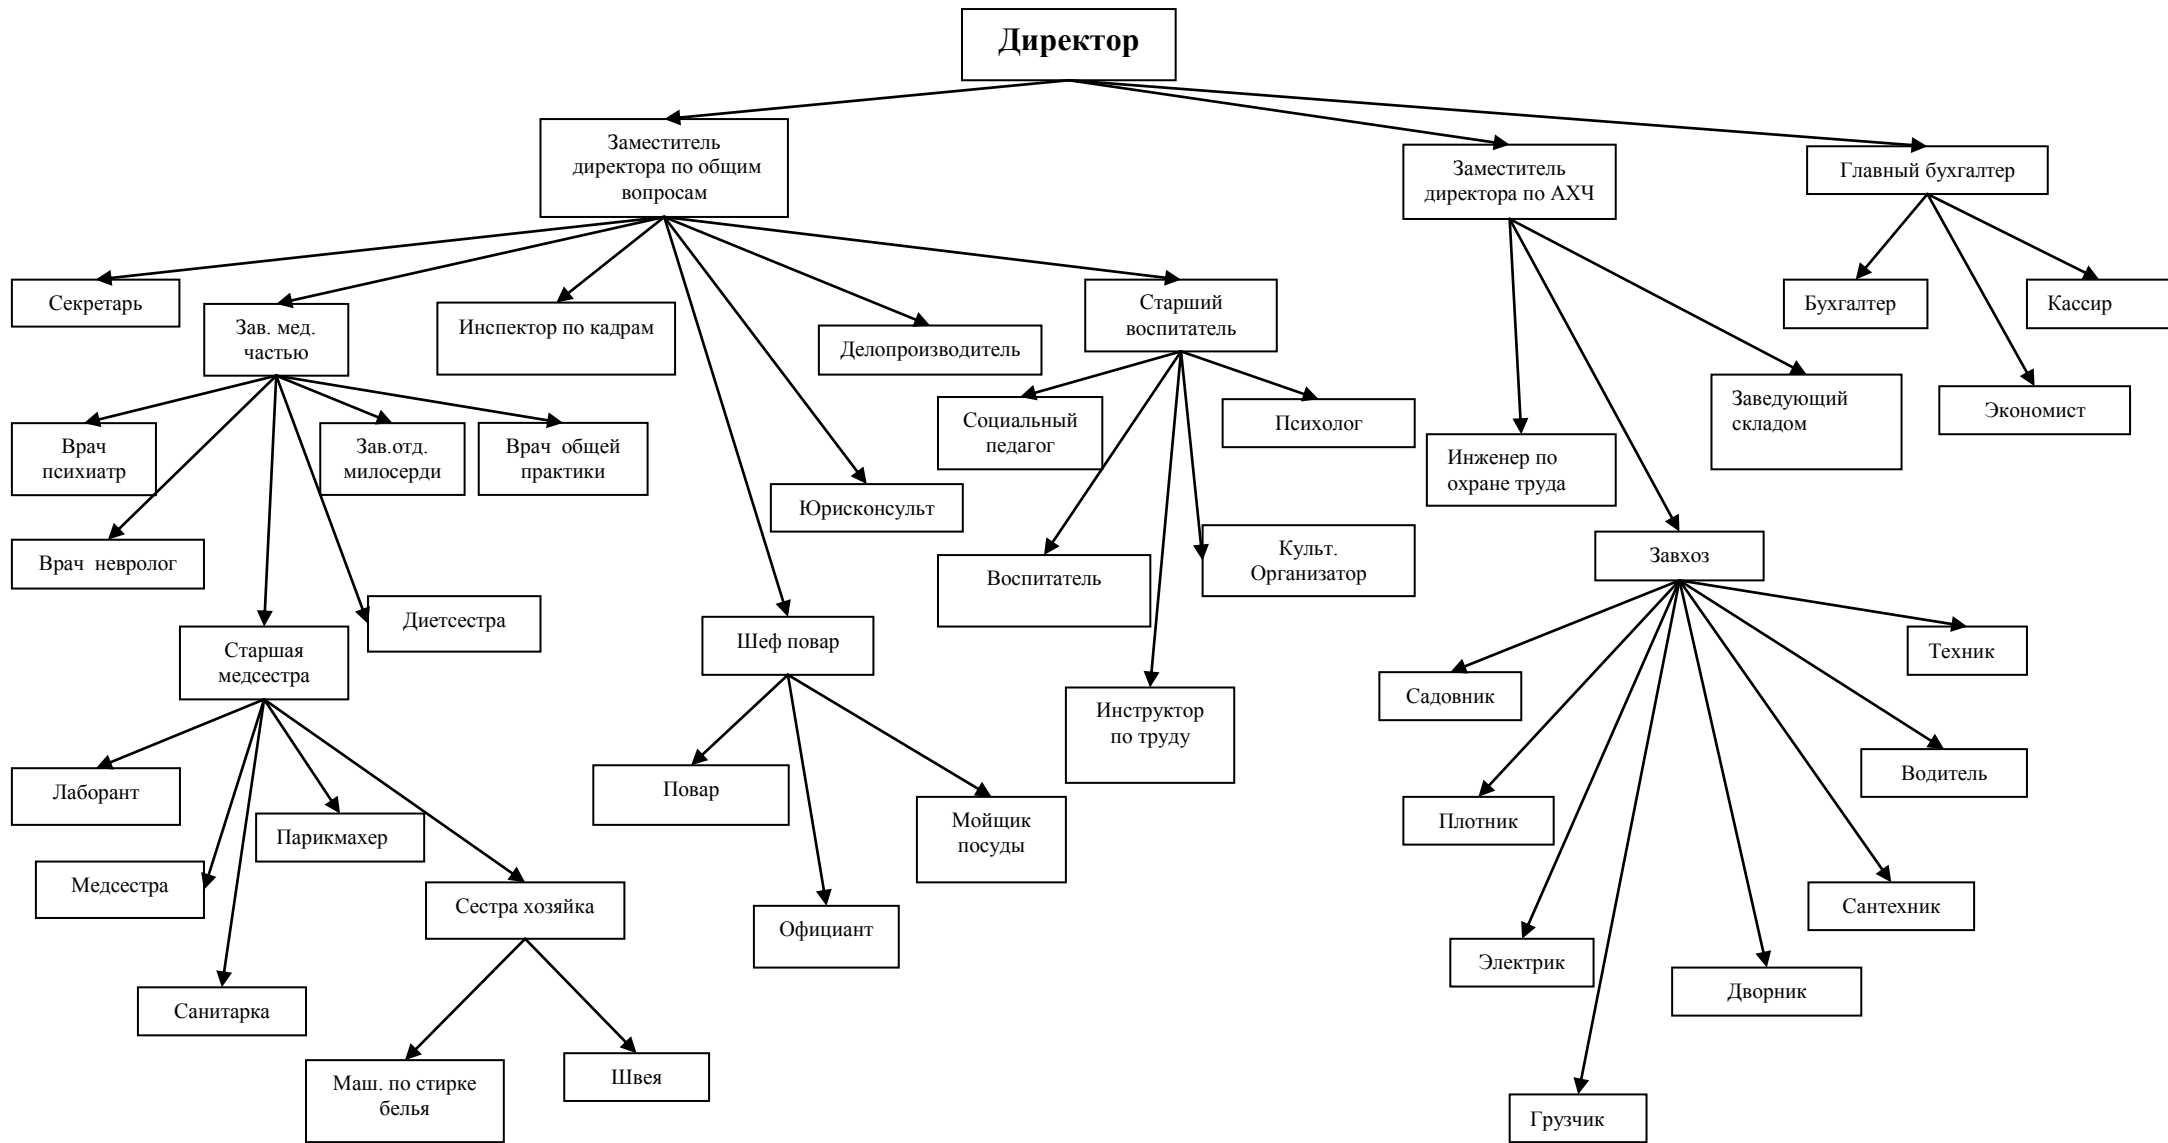 Директор
Заместитель
директора по общим
вопросам
Заместитель
директора по АХЧ
Главный бухгалтер
Секретарь
Зав. мед.
частью
Инспектор по кадрам
Делопроизводитель
Старший
воспитатель
Бухгалтер
Кассир
Экономист
Заведующий
складом
Инженер по
охране труда
Врач
психиатр
Зав.отд.
милосерди
Врач общей
практики
Социальный
педагог
Психолог
Юрисконсульт
Врач невролог
Воспитатель
Культ.
Организатор
Завхоз
Диетсестра
Старшая
медсестра
Шеф повар
Инструктор
по труду
Садовник
Техник
Лаборант
Парикмахер
Повар
Мойщик
посуды
Плотник
Водитель
Медсестра
Сестра хозяйка
Официант
Электрик
Сантехник
Дворник
Санитарка
Маш. по стирке
белья
Швея
Грузчик